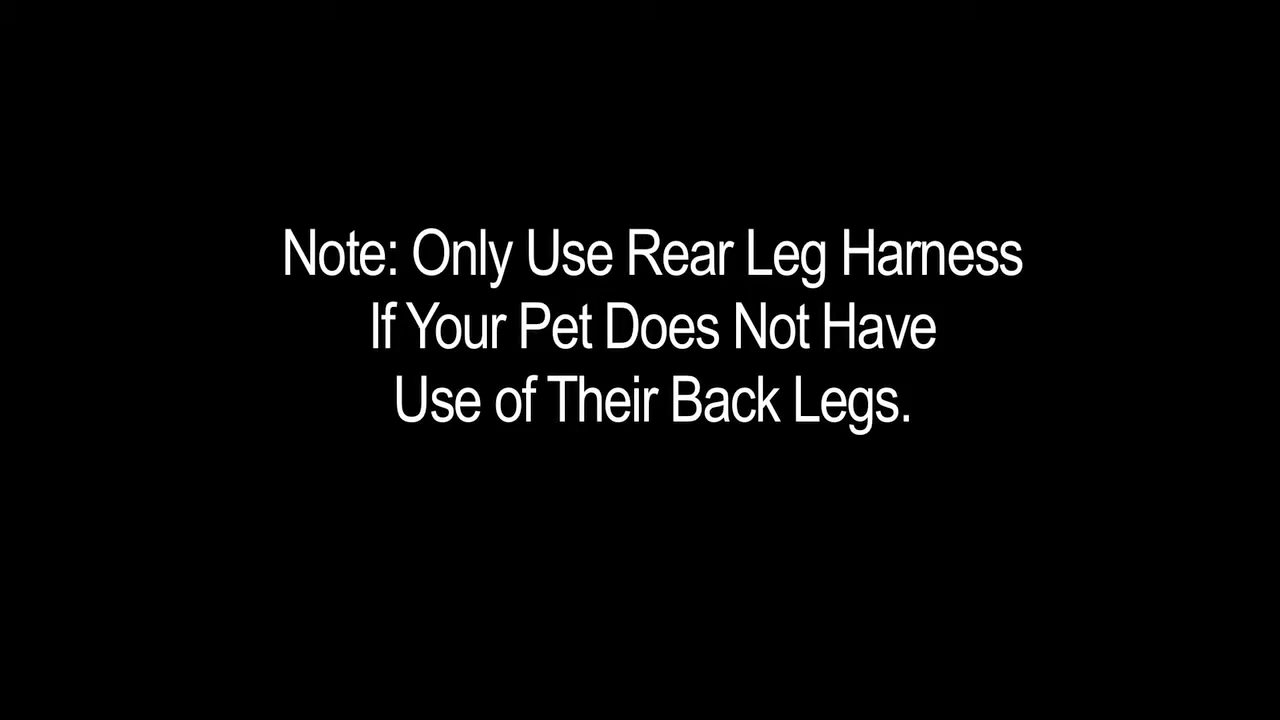 Note: Only Use Rear Leg Harness
If Your Pet Does Not Have
Use of Their Back Legs.